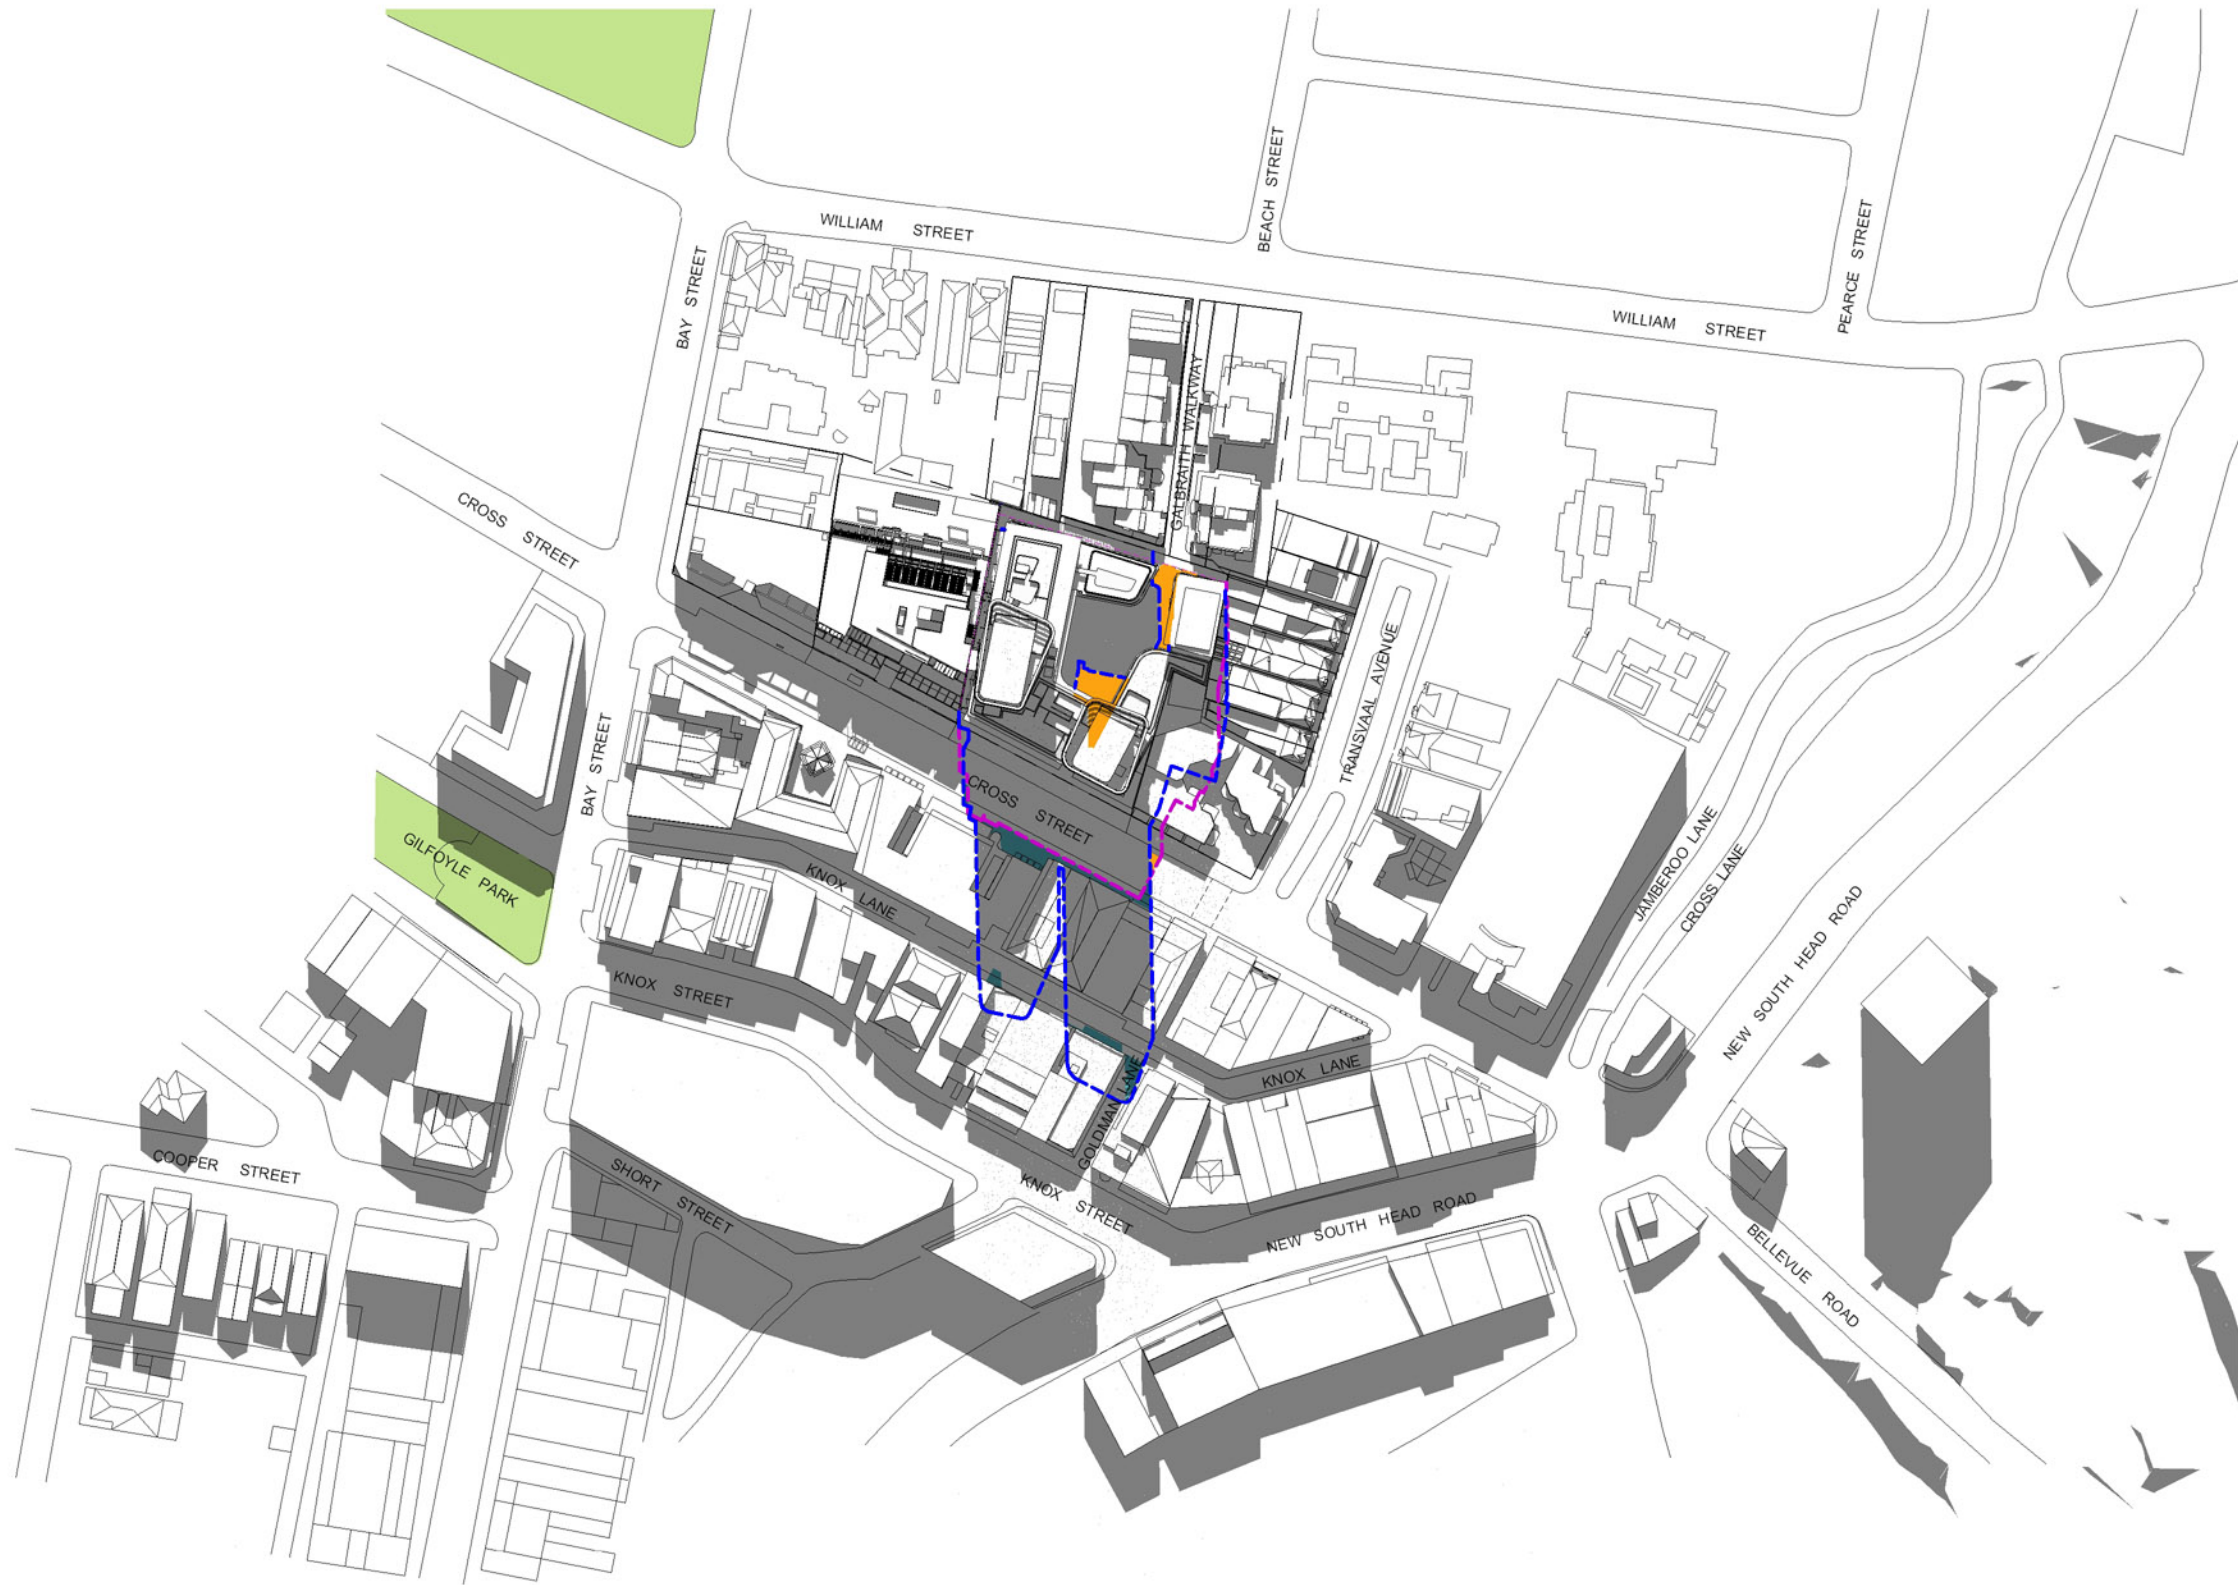 WILLIAM STREET
BEACH STREET
PEARCE STREET
BAY STREET
WILLIAM STREET
GALBRAITH WALKWAY
CROSS STREET
TRANSVAAL AVENUE
BAY STREET
CROSS STREET
GILFOYLE PARK
KNOX LANE
JAMBEROO LANE
CROSS LANE
NEW SOUTH HEAD ROAD
KNOX STREET
KNOX LANE
GOLDMAN LANE
COOPER STREET
SHORT STREET
KNOX STREET
NEW SOUTH HEAD ROAD
BELLEVUE ROAD